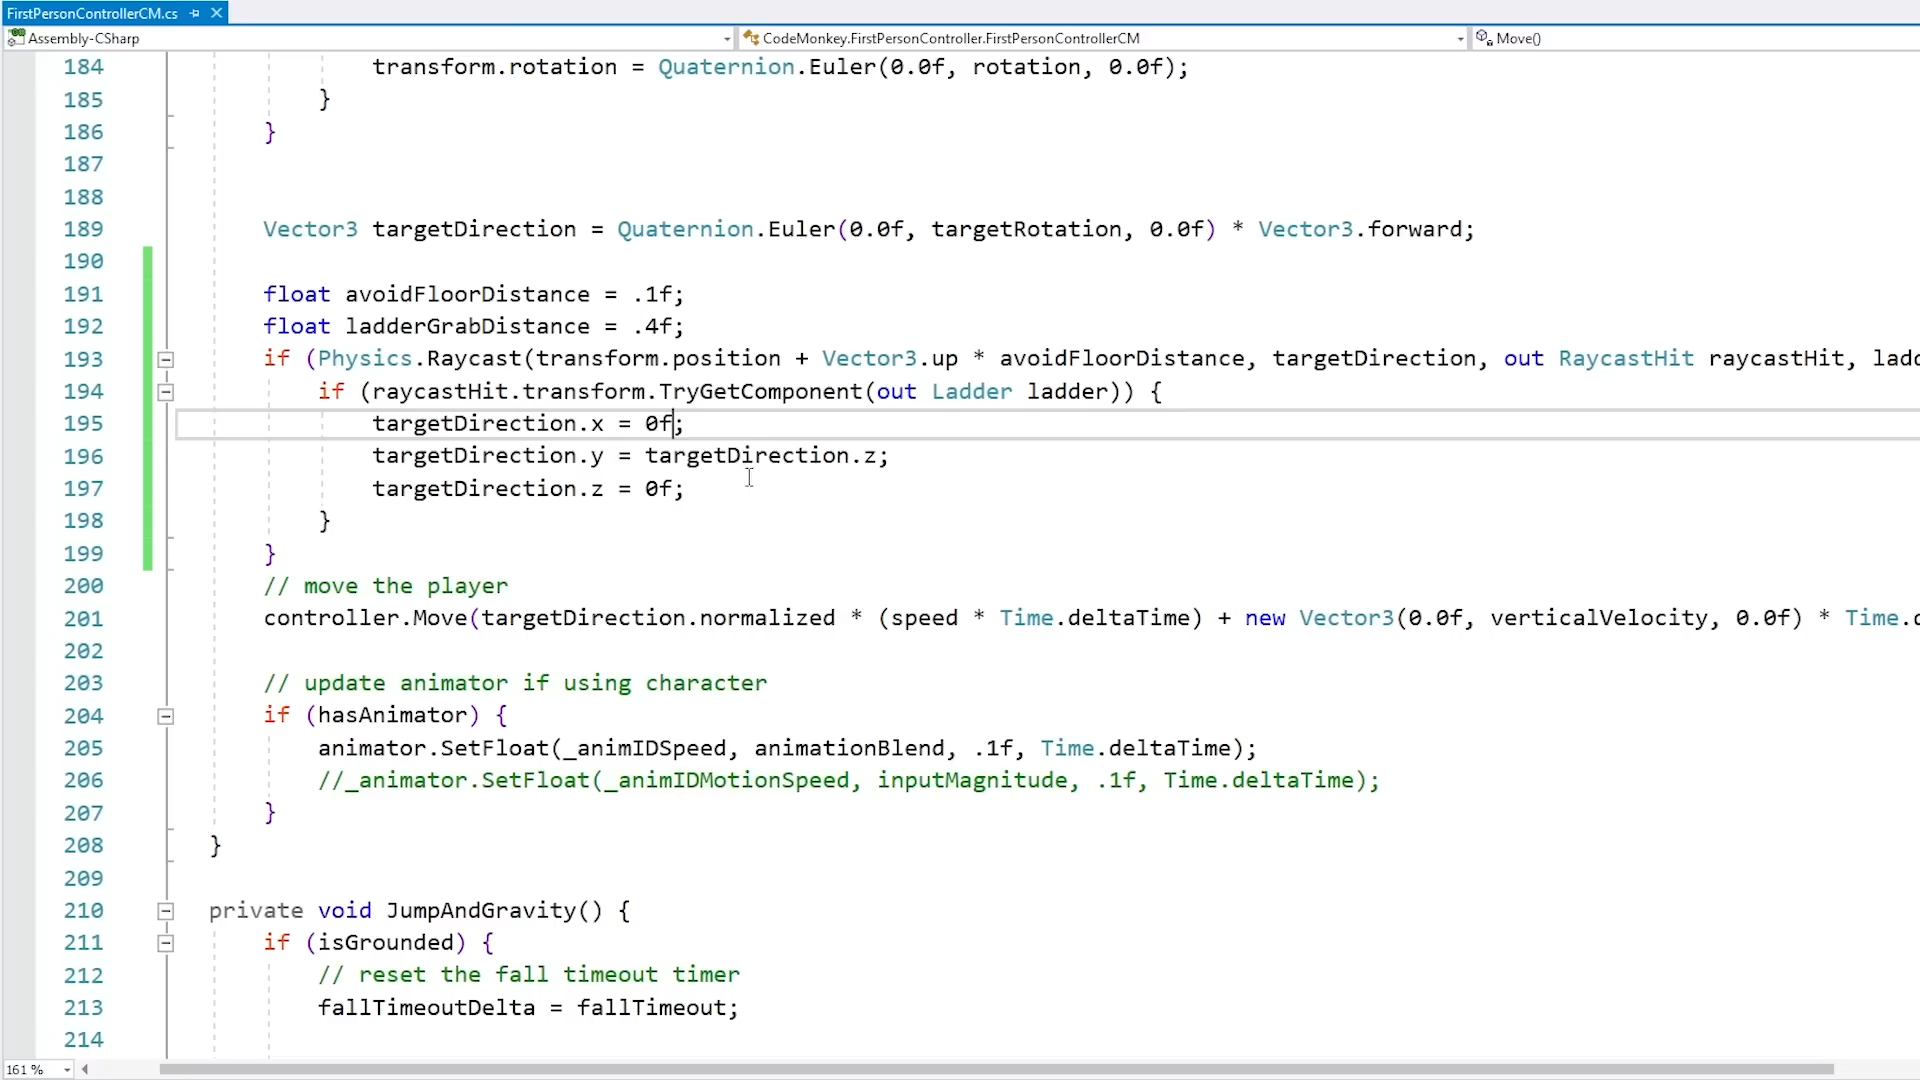 FirstPersonControllerCM.cs
Assembly-CSharp CodeMonkey.FirstPersonController.FirstPersonControllerCM Move()
184 transform.rotation = Quaternion.Euler(0.0f, rotation, 0.0f);
185 }
186 }
187
188
189 Vector3 targetDirection = Quaternion.Euler(0.0f, targetRotation, 0.0f) * Vector3.forward;
190
191 float avoidFloorDistance = .1f;
192 float ladderGrabDistance = .4f;
193 if (Physics.Raycast(transform.position + Vector3.up * avoidFloorDistance, targetDirection, out RaycastHit raycastHit, ladd
194 if (raycastHit.transform.TryGetComponent(out Ladder ladder)) {
195 targetDirection.x = 0f;
196 targetDirection.y = targetDirection.z;
197 targetDirection.z = 0f;
198 }
199 }
200 // move the player
201 controller.Move(targetDirection.normalized * (speed * Time.deltaTime) + new Vector3(0.0f, verticalVelocity, 0.0f) * Time.d
202
203 // update animator if using character
204 if (hasAnimator) {
205 animator.SetFloat(_animIDSpeed, animationBlend, .1f, Time.deltaTime);
206 //_animator.SetFloat(_animIDMotionSpeed, inputMagnitude, .1f, Time.deltaTime);
207 }
208 }
209
210 private void JumpAndGravity() {
211 if (isGrounded) {
212 // reset the fall timeout timer
213 fallTimeoutDelta = fallTimeout;
214
161 %